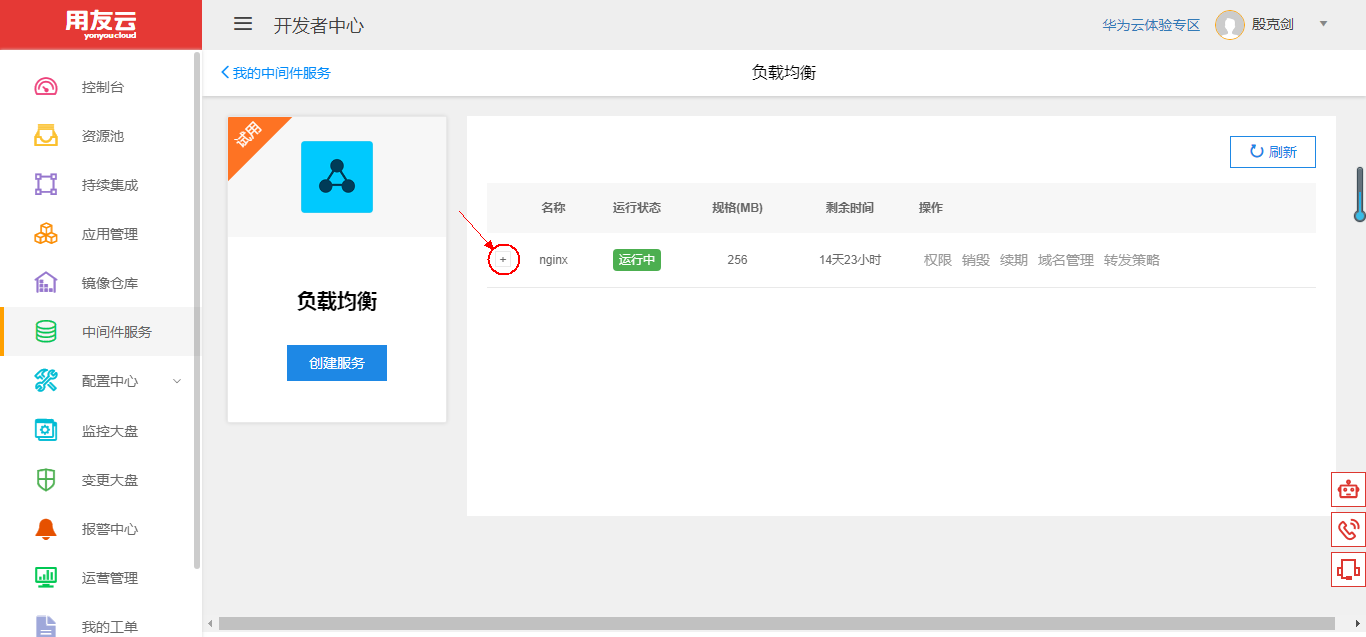 用友云
yonyoucloud
开发者中心
华为云体验专区
殷克剑
控制台
资源池
持续集成
应用管理
镜像仓库
中间件服务
配置中心
监控大盘
变更大盘
报警中心
运营管理
我的工单
我的中间件服务
负载均衡
试用
负载均衡
创建服务
刷新
名称 运行状态 规格(MB) 剩余时间 操作
+ nginx 运行中 256 14天23小时 权限 销毁 续期 域名管理 转发策略